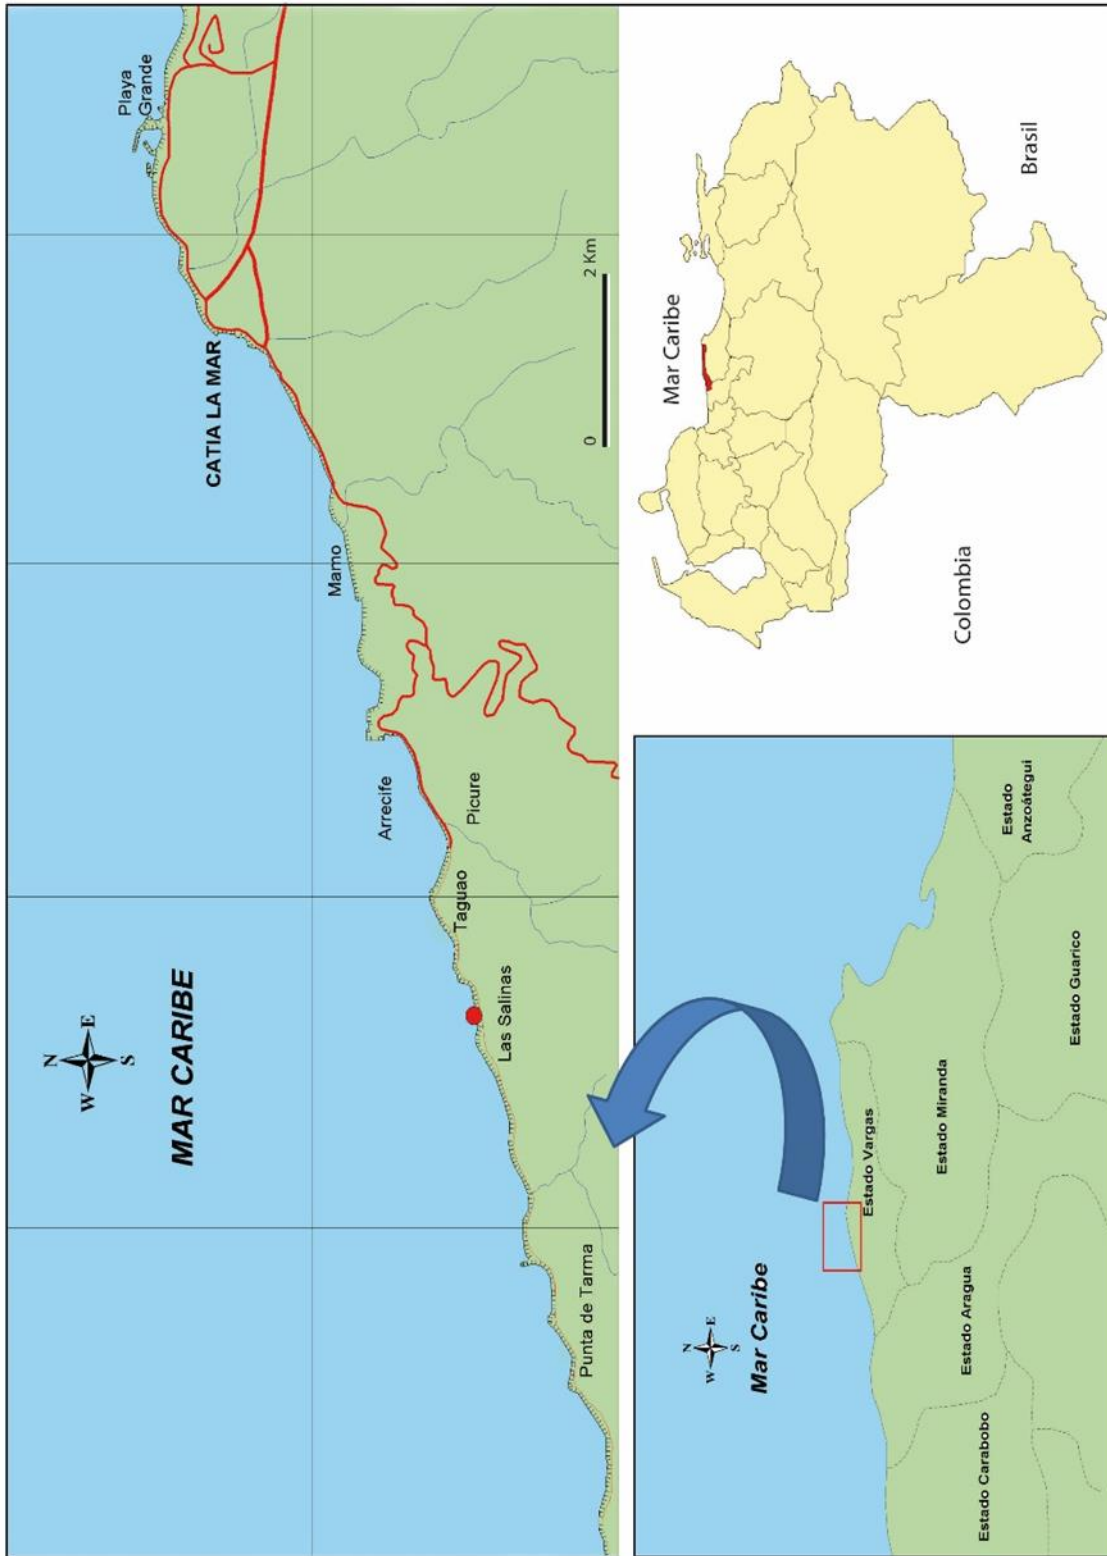 N
W
E
S
MAR CARIBE
Playa
Grande
CATIA LA MAR
Mamo
Arrecife
Picure
Taguao
Las Salinas
Punta de Tarma
0
2 Km
N
W
E
S
Mar Caribe
Estado Vargas
Estado Miranda
Estado Aragua
Estado Carabobo
Estado Guarico
Estado
Anzoátegui
Mar Caribe
Colombia
Brasil